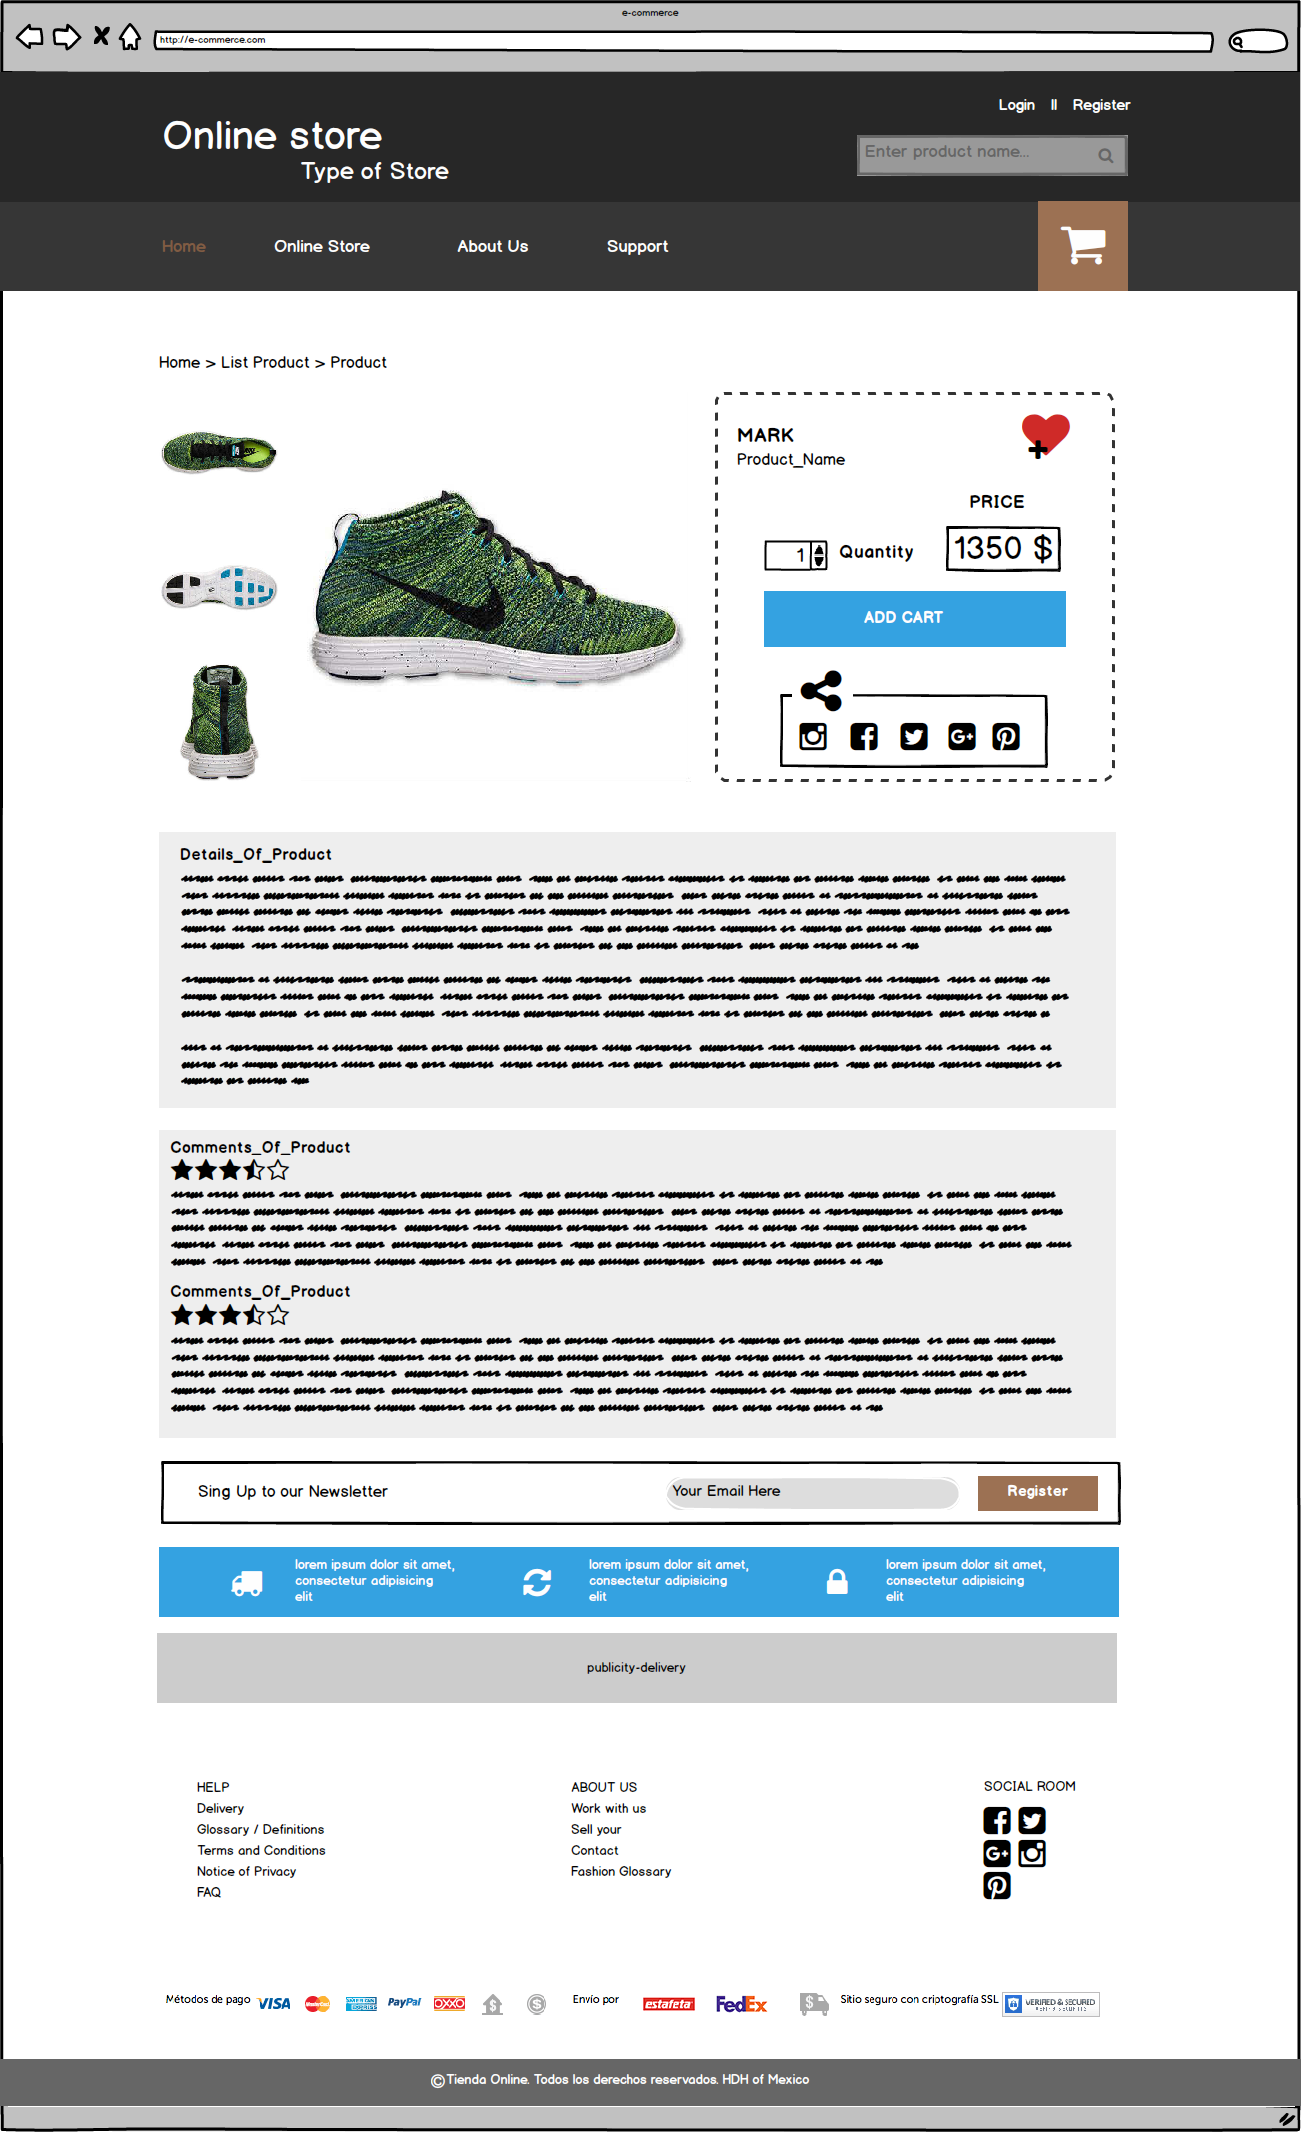 e-commerce
http://e-commerce.com
Login || Register
Online store
Type of Store
Enter product name...
Home Online Store About Us Support
Home > List Product > Product
MARK
Product_Name
PRICE
1 Quantity 1350 $
ADD CART
Details_Of_Product
Comments_Of_Product
Comments_Of_Product
Sing Up to our Newsletter Your Email Here Register
lorem ipsum dolor sit amet,
consectetur adipisicing
elit
lorem ipsum dolor sit amet,
consectetur adipisicing
elit
lorem ipsum dolor sit amet,
consectetur adipisicing
elit
publicity-delivery
HELP
Delivery
Glossary / Definitions
Terms and Conditions
Notice of Privacy
FAQ
ABOUT US
Work with us
Sell your
Contact
Fashion Glossary
SOCIAL ROOM
Métodos de pago VISA MasterCard AMERICAN EXPRESS PayPal OXXO Envío por estafeta FedEx Sitio seguro con criptografía SSL VERIFIED & SECURED
© Tienda Online. Todos los derechos reservados. HDH of Mexico